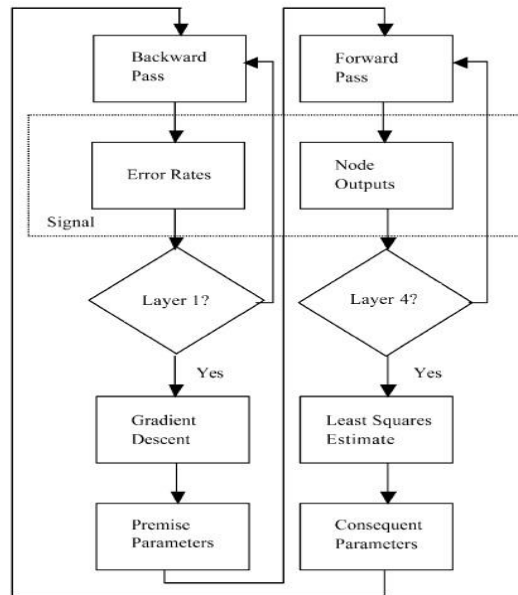 Backward
Pass
Error Rates
Signal
Layer 1?
Yes
Gradient
Descent
Premise
Parameters
Forward
Pass
Node
Outputs
Layer 4?
Yes
Least Squares
Estimate
Consequent
Parameters